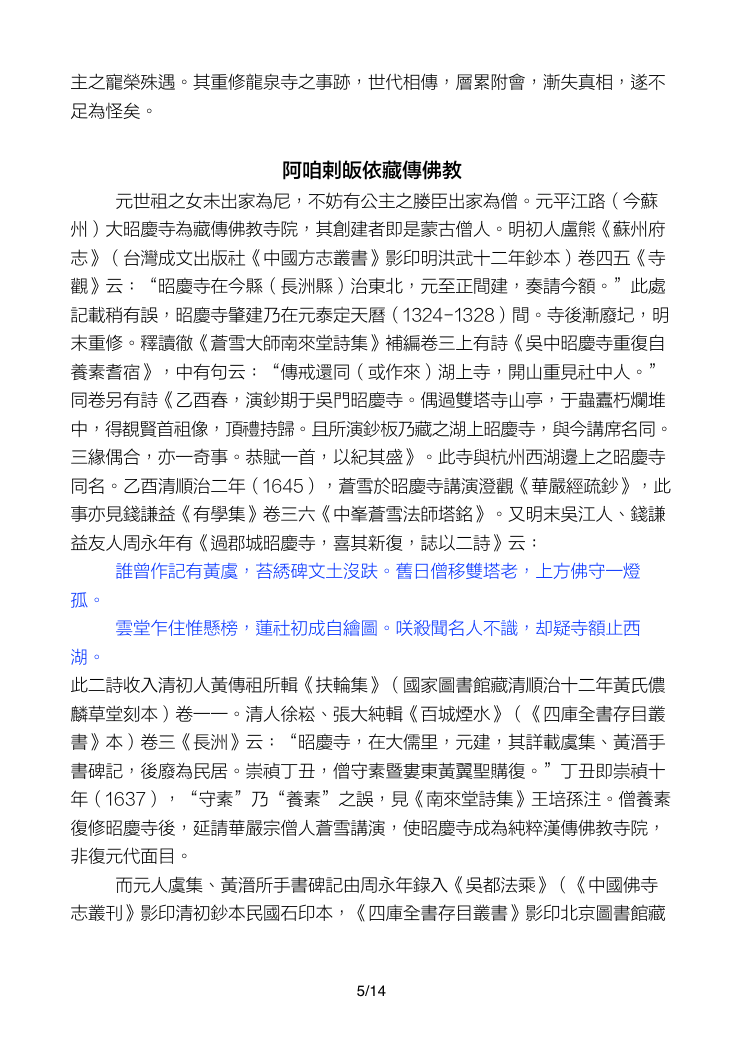 主之寵榮殊遇。其重修龍泉寺之事跡，世代相傳，層累附會，漸失真相，遂不
足為怪矣。
阿咱剌皈依藏傳佛教
元世祖之女未出家為尼，不妨有公主之媵臣出家為僧。元平江路（今蘇
州）大昭慶寺為藏傳佛教寺院，其創建者即是蒙古僧人。明初人盧熊《蘇州府
志》（台灣成文出版社《中國方志叢書》影印明洪武十二年鈔本）卷四五《寺
觀》云：“昭慶寺在今縣（長洲縣）治東北，元至正間建，奏請今額。”此處
記載稍有誤，昭慶寺肇建乃在元泰定天曆（1324-1328）間。寺後漸廢圮，明
末重修。釋讀徹《蒼雪大師南來堂詩集》補編卷三上有詩《吳中昭慶寺重復自
養素耆宿》，中有句云：“傳戒還同（或作來）湖上寺，開山重見社中人。”
同卷另有詩《乙酉春，演鈔期于吳門昭慶寺。偶過雙塔寺山亭，于蟲蠹朽爛堆
中，得覩賢首祖像，頂禮持歸。且所演鈔板乃藏之湖上昭慶寺，與今講席名同。
三緣偶合，亦一奇事。恭賦一首，以紀其盛》。此寺與杭州西湖邊上之昭慶寺
同名。乙酉清順治二年（1645），蒼雪於昭慶寺講演澄觀《華嚴經疏鈔》，此
事亦見錢謙益《有學集》卷三六《中峯蒼雪法師塔銘》。又明末吳江人、錢謙
益友人周永年有《過郡城昭慶寺，喜其新復，誌以二詩》云：
誰曾作記有黃虞，苔綉碑文土沒趺。舊日僧移雙塔老，上方佛守一燈
孤。
雲堂乍住惟懸榜，蓮社初成自繪圖。咲殺聞名人不識，却疑寺額止西
湖。
此二詩收入清初人黃傳祖所輯《扶輪集》（國家圖書館藏清順治十二年黃氏儂
麟草堂刻本）卷一一。清人徐崧、張大純輯《百城煙水》（《四庫全書存目叢
書》本）卷三《長洲》云：“昭慶寺，在大儒里，元建，其詳載虞集、黃溍手
書碑記，後廢為民居。崇禎丁丑，僧守素暨婁東黃翼聖購復。”丁丑即崇禎十
年（1637），“守素”乃“養素”之誤，見《南來堂詩集》王培孫注。僧養素
復修昭慶寺後，延請華嚴宗僧人蒼雪講演，使昭慶寺成為純粹漢傳佛教寺院，
非復元代面目。
而元人虞集、黃溍所手書碑記由周永年錄入《吳都法乘》（《中國佛寺
志叢刊》影印清初鈔本民國石印本，《四庫全書存目叢書》影印北京圖書館藏
5/14